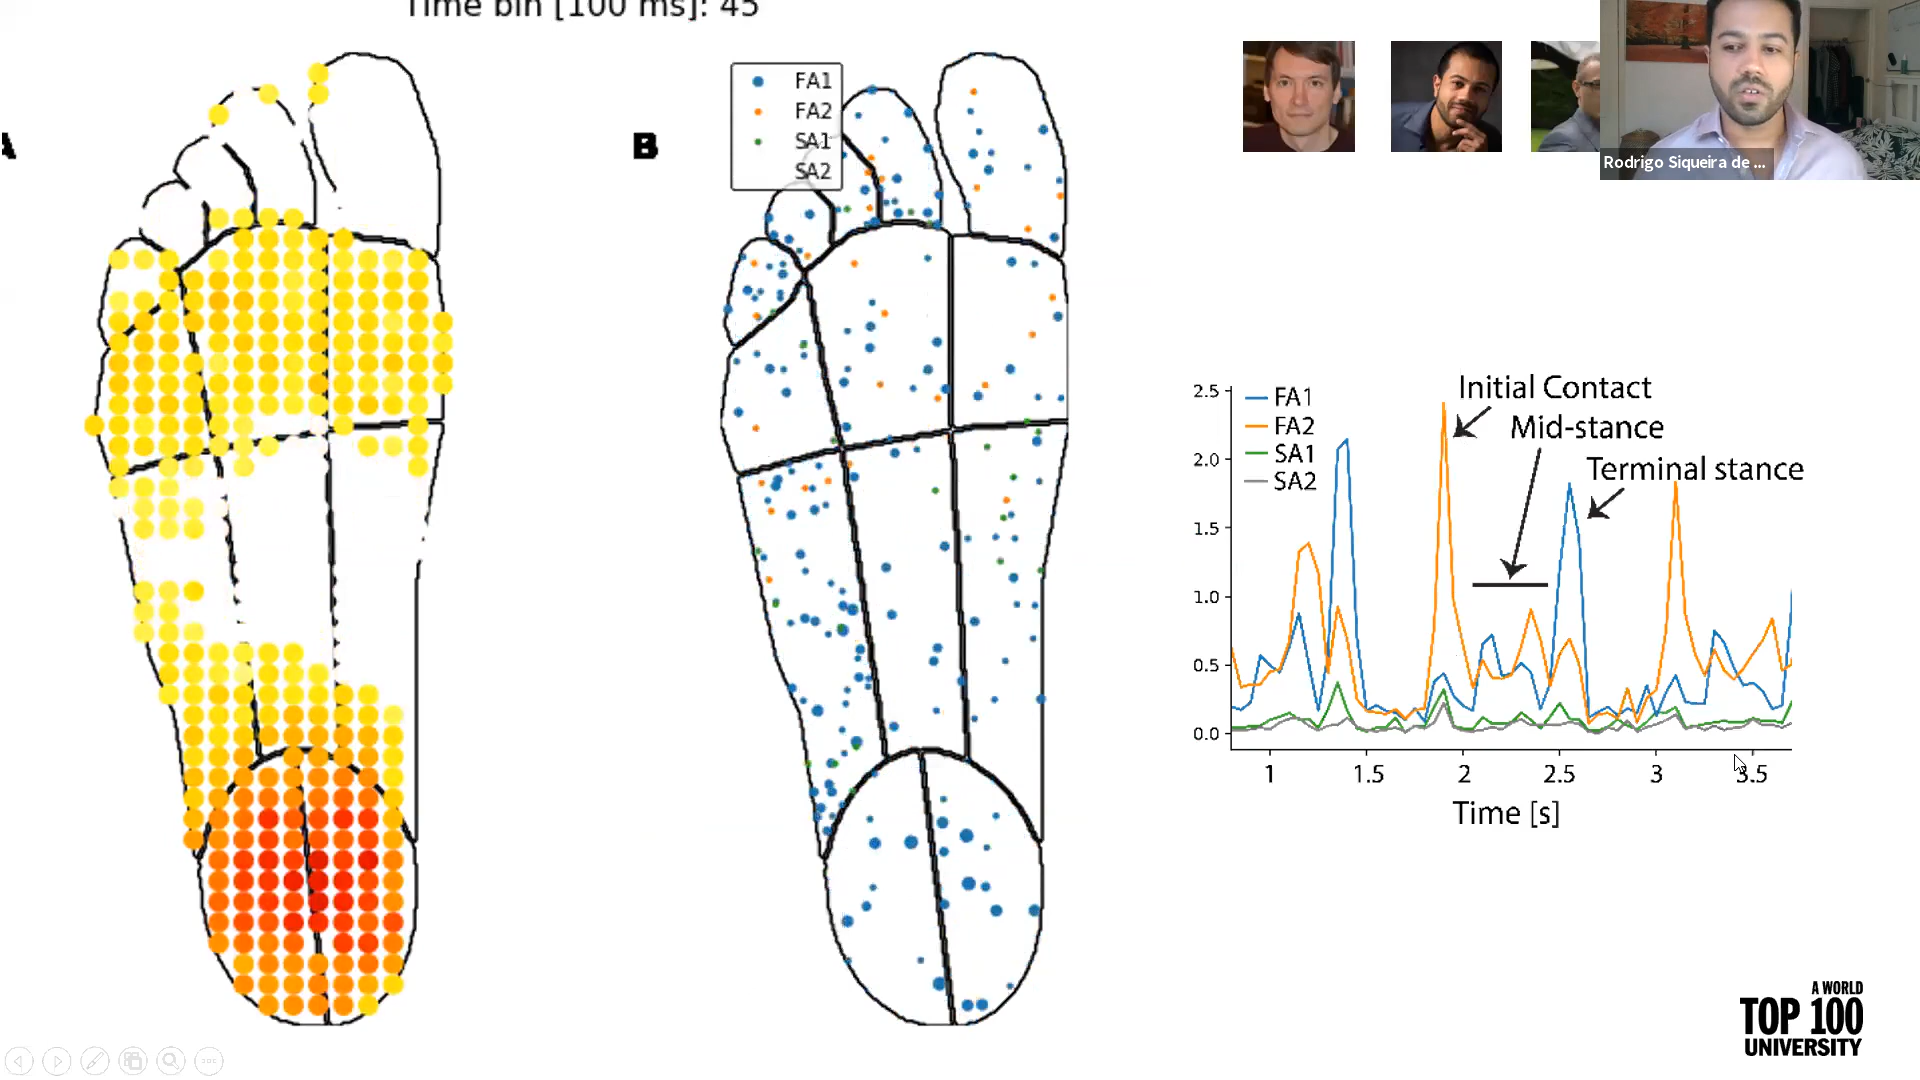 Time bin [100 ms]: 45
A
B
FA1
FA2
SA1
SA2
Rodrigo Siqueira de ...
2.5
2.0
1.5
1.0
0.5
0.0
FA1
FA2
SA1
SA2
Initial Contact
Mid-stance
Terminal stance
1 1.5 2 2.5 3 3.5
Time [s]
A WORLD
TOP 100
UNIVERSITY